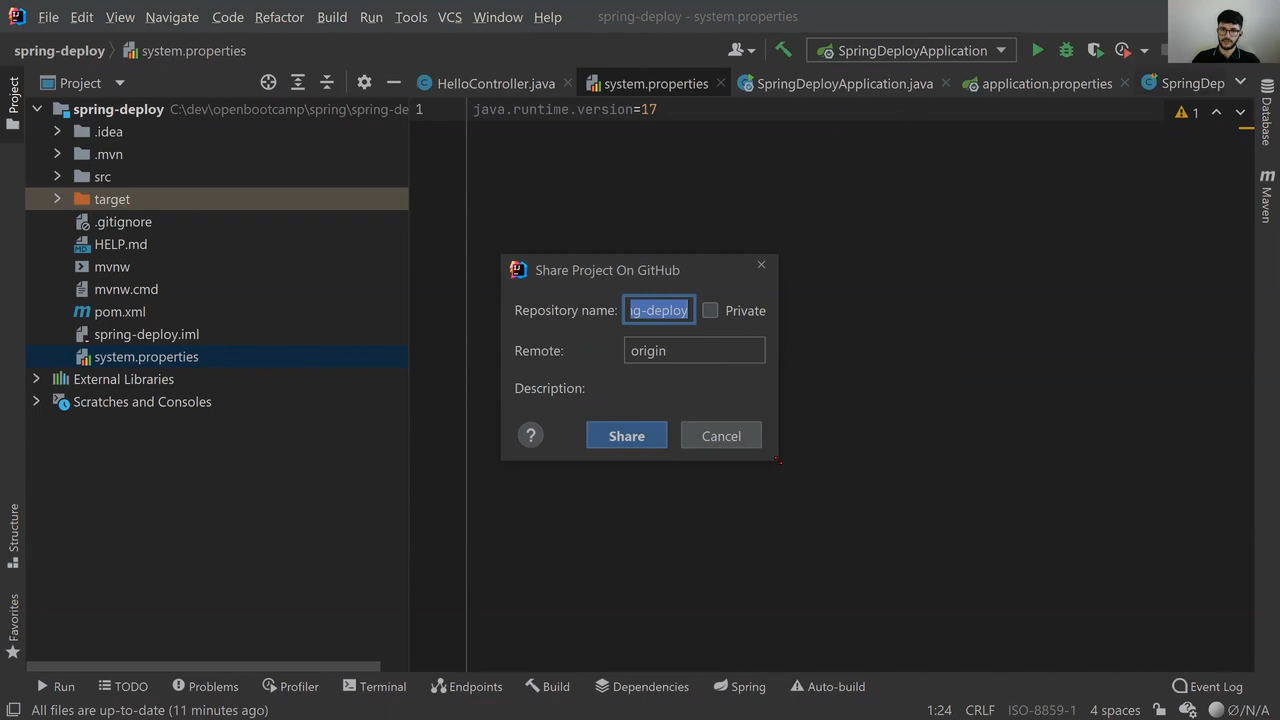 File Edit View Navigate Code Refactor Build Run Tools VCS Window Help spring-deploy - system.properties
spring-deploy system.properties SpringDeployApplication
Project HelloController.java system.properties SpringDeployApplication.java application.properties SpringDep
Project
spring-deploy C:\dev\openbootcamp\spring\spring-de
1 java.runtime.version=17
1
.idea
.mvn
src
target
.gitignore
HELP.md
mvnw
mvnw.cmd
pom.xml
spring-deploy.iml
system.properties
External Libraries
Scratches and Consoles
Share Project On GitHub
Repository name: g-deploy Private
Remote: origin
Description:
? Share Cancel
Structure
Favorites
Database
Maven
Run TODO Problems Profiler Terminal Endpoints Build Dependencies Spring Auto-build Event Log
All files are up-to-date (11 minutes ago) 1:24 CRLF ISO-8859-1 4 spaces Ø/N/A